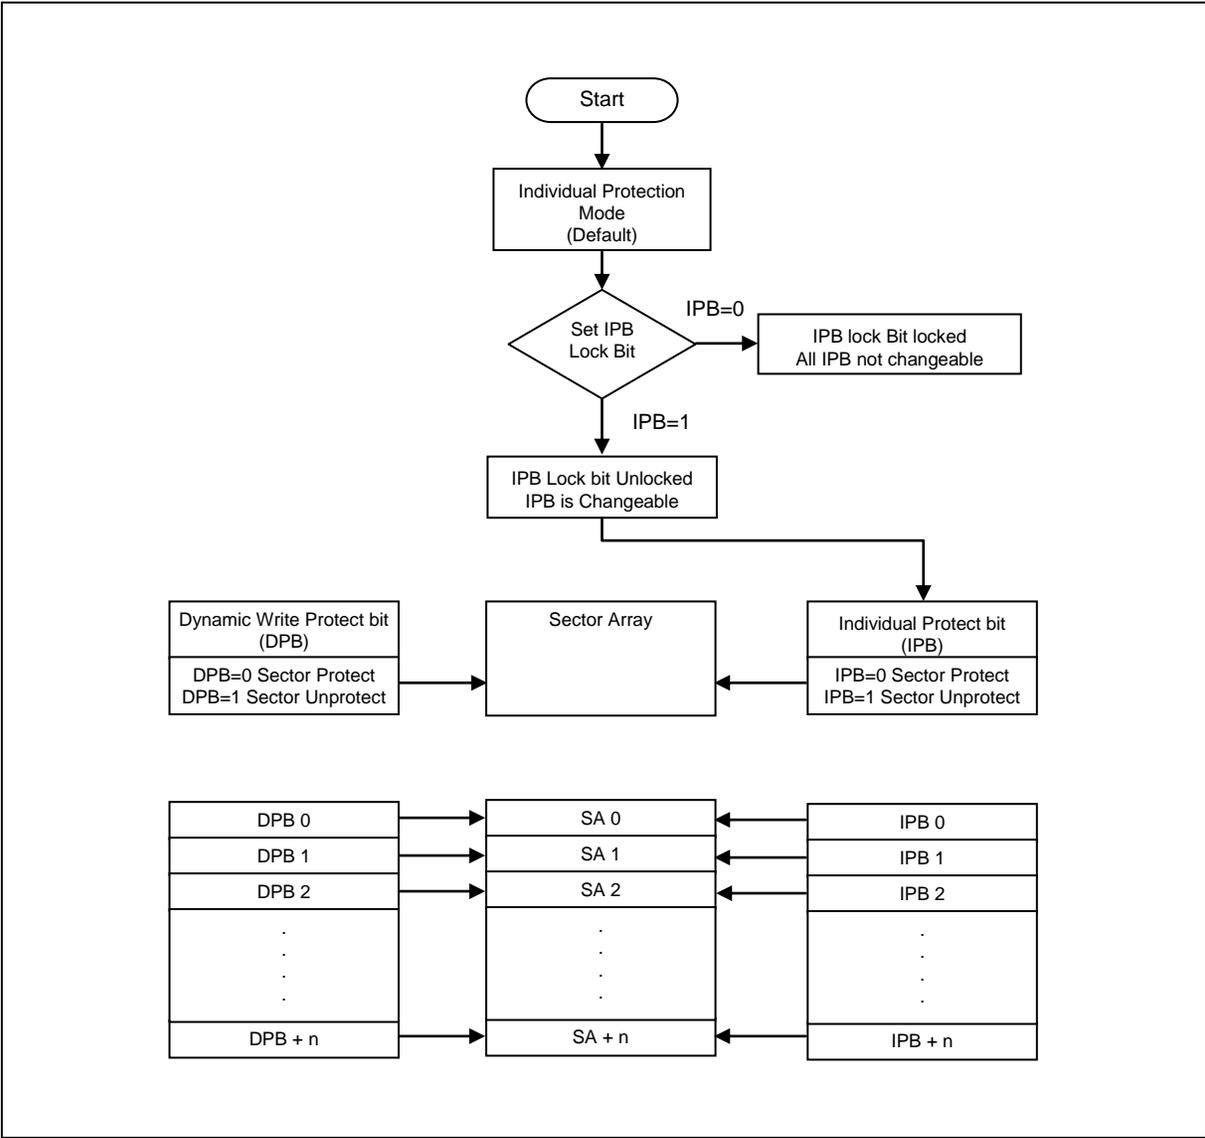 Start
Individual Protection
Mode
(Default)
IPB=0
Set IPB
Lock Bit
IPB lock Bit locked
All IPB not changeable
IPB=1
IPB Lock bit Unlocked
IPB is Changeable
Dynamic Write Protect bit
(DPB)
DPB=0 Sector Protect
DPB=1 Sector Unprotect
Sector Array
Individual Protect bit
(IPB)
IPB=0 Sector Protect
IPB=1 Sector Unprotect
DPB 0
SA 0
IPB 0
DPB 1
SA 1
IPB 1
DPB 2
SA 2
IPB 2
DPB + n
SA + n
IPB + n